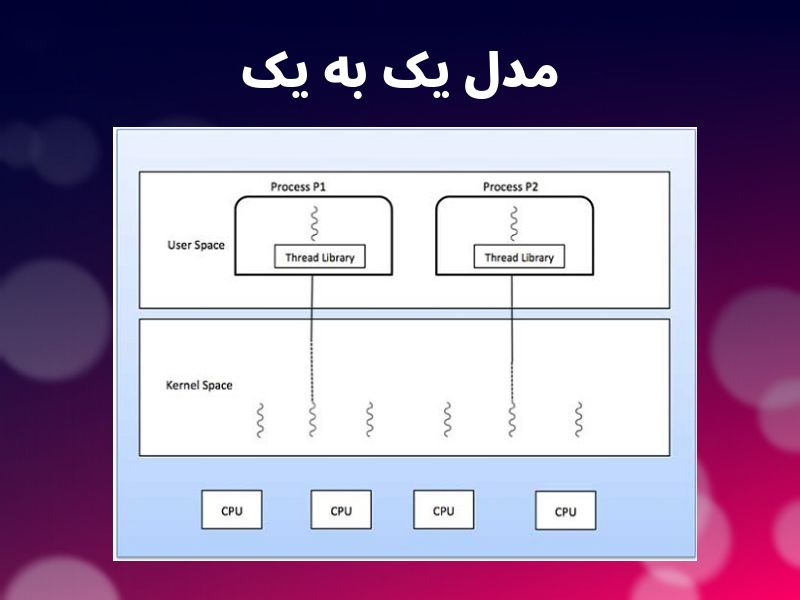 مدل یک به یک
Process P1
Process P2
User Space
Thread Library
Thread Library
Kernel Space
CPU
CPU
CPU
CPU